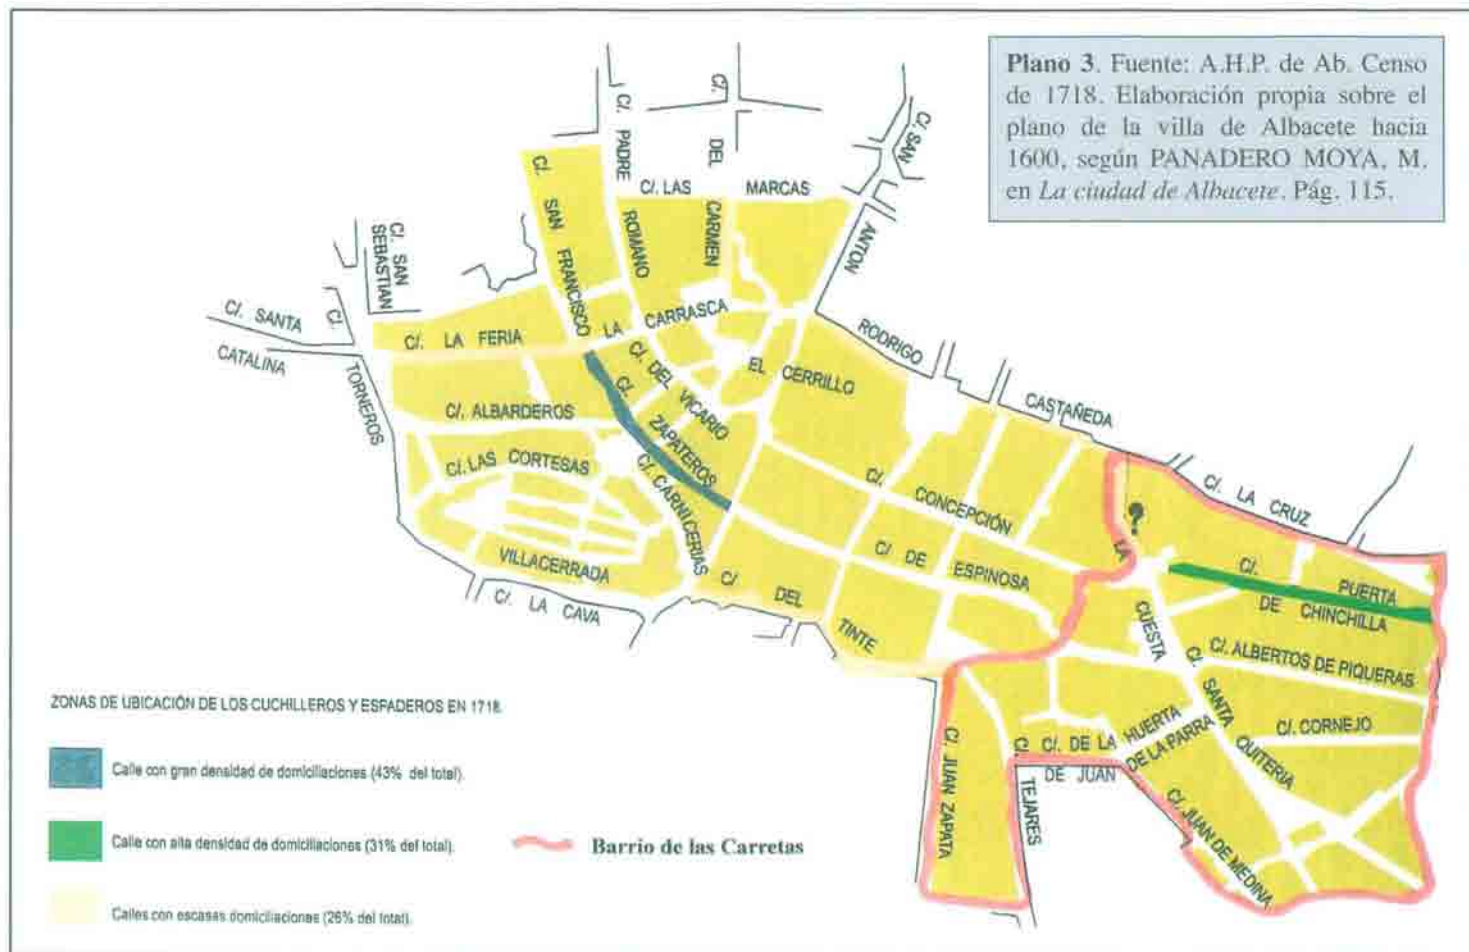 Plano 3. Fuente: A.H.P. de Ab. Censo
de 1718. Elaboración propia sobre el
plano de la villa de Albacete hacia
1600, según PANADERO MOYA, M.
en La ciudad de Albacete. Pág. 115.
C/. PADRE
ROMANO
C/. DEL
CARMEN
C/. SAN
ANTON
C/. LAS MARCAS
C/. SAN FRANCISCO
C/. SAN
SEBASTIAN
C/. SANTA
CATALINA
C/. TORNEROS
C/. LA FERIA
LA CARRASCA
C/. DEL VICARIO
EL CERRILLO
RODRIGO
CASTAÑEDA
C/. ZAPATEROS
C/. ALBARDEROS
C/. LAS CORTESAS
C/. CARNICERIAS
VILLACERRADA
C/. LA CAVA
C/ DEL TINTE
C/. CONCEPCIÓN
C/ DE ESPINOSA
C/. LA CRUZ
?
LA
CUESTA
C/. PUERTA
DE CHINCHILLA
C/. ALBERTOS DE PIQUERAS
C/. SANTA QUITERIA
C/. CORNEJO
C/. DE LA HUERTA
DE JUAN DE LA PARRA
C/. JUAN ZAPATA
C/. TEJARES
C/. JUAN DE MEDINA
ZONAS DE UBICACIÓN DE LOS CUCHILLEROS Y ESPADEROS EN 1718.
Calle con gran densidad de domiciliaciones (43% del total).
Calle con alta densidad de domiciliaciones (31% del total).
Barrio de las Carretas
Calles con escasas domiciliaciones (26% del total).